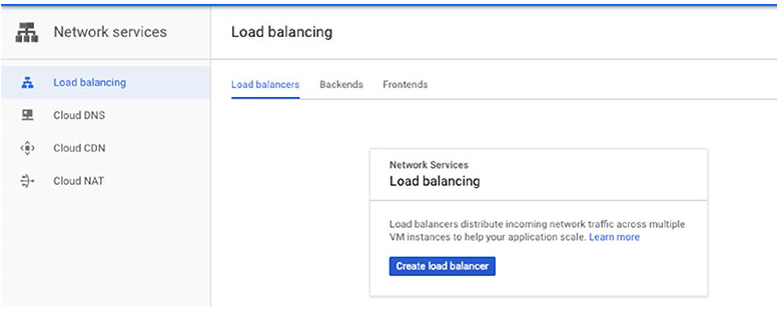 Network services
Load balancing
Load balancing
Cloud DNS
Cloud CDN
Cloud NAT
Load balancers Backends Frontends
Network Services
Load balancing
Load balancers distribute incoming network traffic across multiple
VM instances to help your application scale. Learn more
Create load balancer